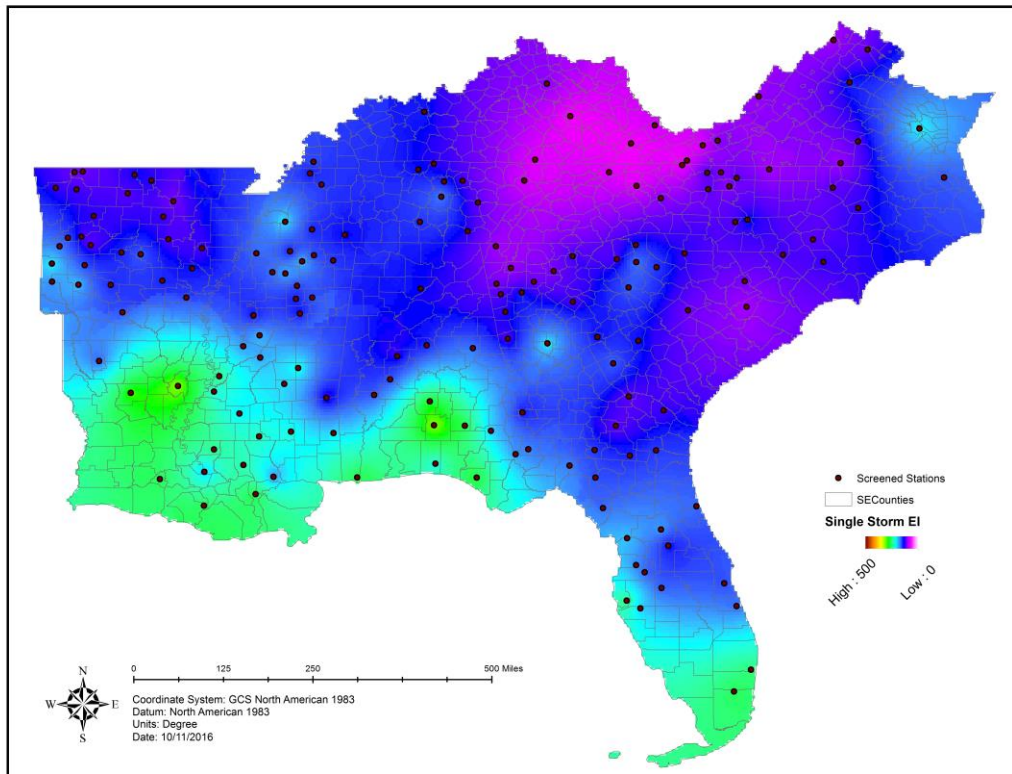 Screened Stations
SECounties
Single Storm EI
High : 500
Low : 0
0 125 250 500 Miles
N
W E
S
Coordinate System: GCS North American 1983
Datum: North American 1983
Units: Degree
Date: 10/11/2016